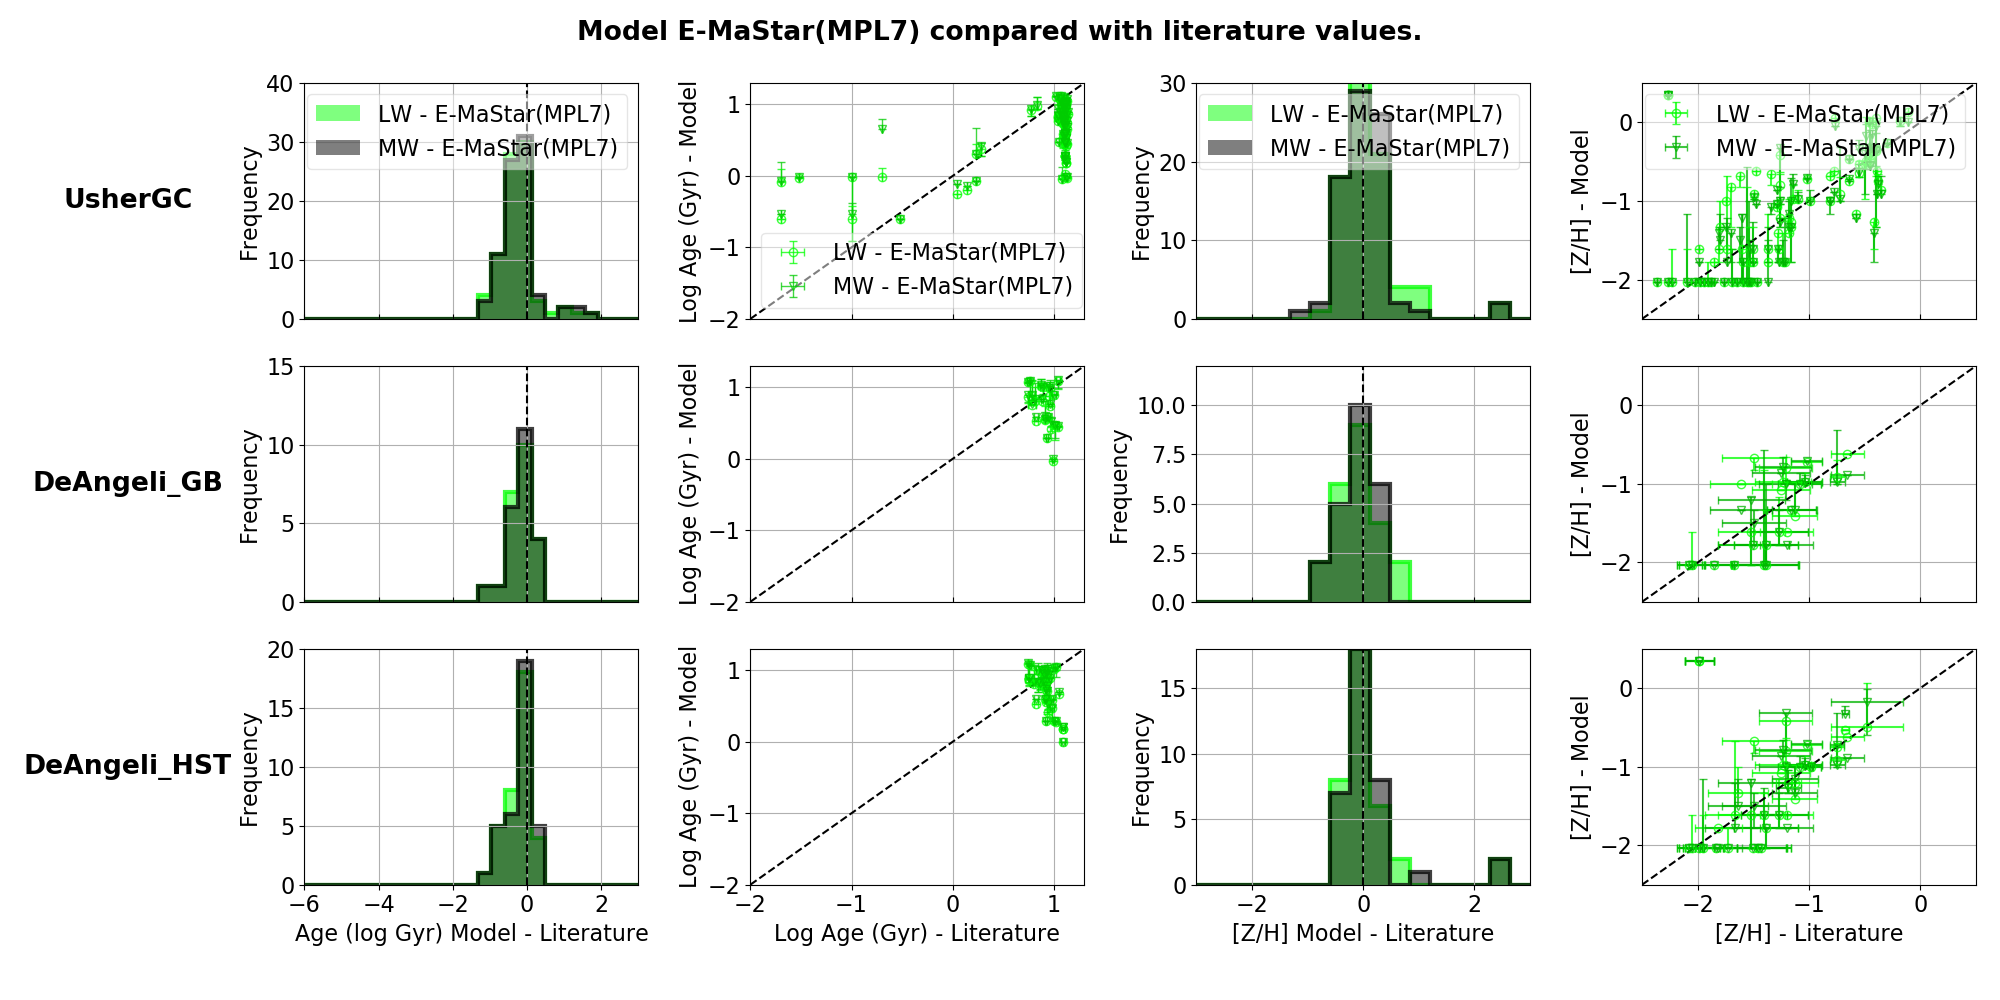 Model E-MaStar(MPL7) compared with literature values.
UsherGC
Frequency
40
30
20
10
0
LW - E-MaStar(MPL7)
MW - E-MaStar(MPL7)
Log Age (Gyr) - Model
1
0
−1
−2
LW - E-MaStar(MPL7)
MW - E-MaStar(MPL7)
Frequency
30
20
10
0
LW - E-MaStar(MPL7)
MW - E-MaStar(MPL7)
[Z/H] - Model
0
−1
−2
LW - E-MaStar(MPL7)
MW - E-MaStar(MPL7)
DeAngeli_GB
Frequency
15
10
5
0
Log Age (Gyr) - Model
1
0
−1
−2
Frequency
10.0
7.5
5.0
2.5
0.0
[Z/H] - Model
0
−1
−2
DeAngeli_HST
Frequency
20
15
10
5
0
−6 −4 −2 0 2
Age (log Gyr) Model - Literature
Log Age (Gyr) - Model
1
0
−1
−2
−2 −1 0 1
Log Age (Gyr) - Literature
Frequency
15
10
5
0
−2 0 2
[Z/H] Model - Literature
[Z/H] - Model
0
−1
−2
−2 −1 0
[Z/H] - Literature